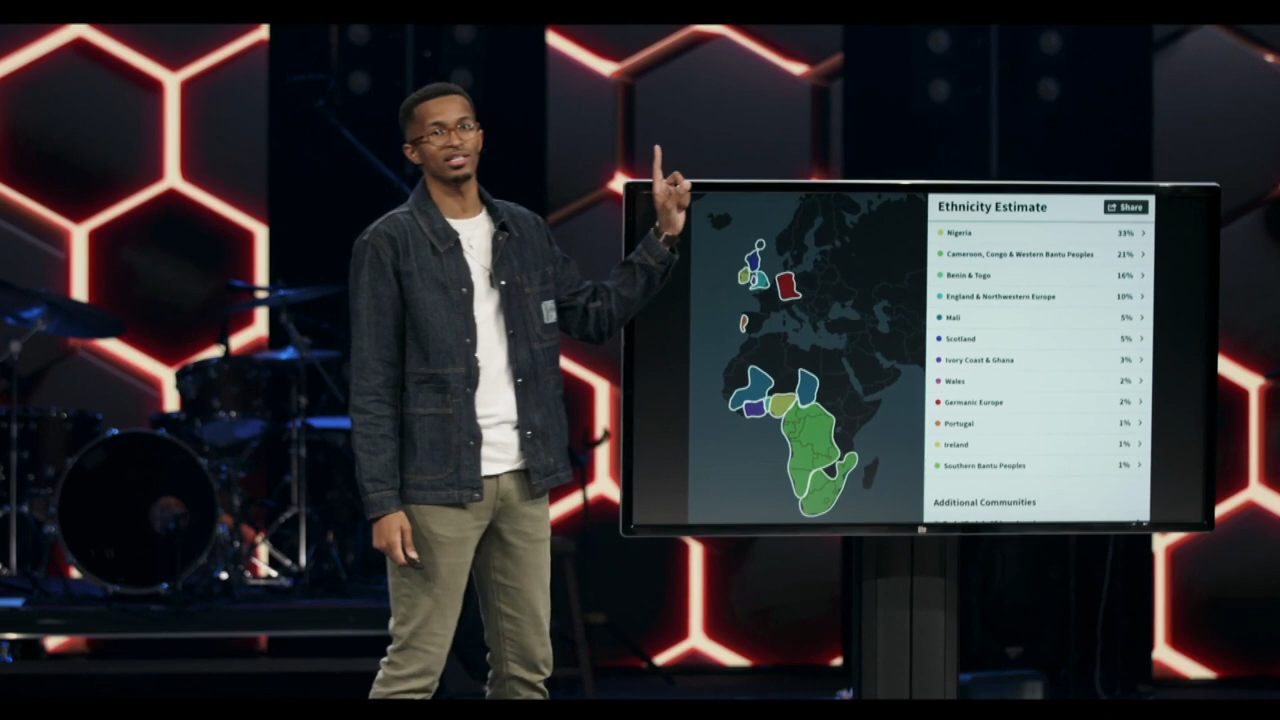 Ethnicity Estimate
Share
Nigeria 33%
Cameroon, Congo & Western Bantu Peoples 21%
Benin & Togo 16%
England & Northwestern Europe 10%
Mali 5%
Scotland 5%
Ivory Coast & Ghana 3%
Wales 2%
Germanic Europe 2%
Portugal 1%
Ireland 1%
Southern Bantu Peoples 1%
Additional Communities